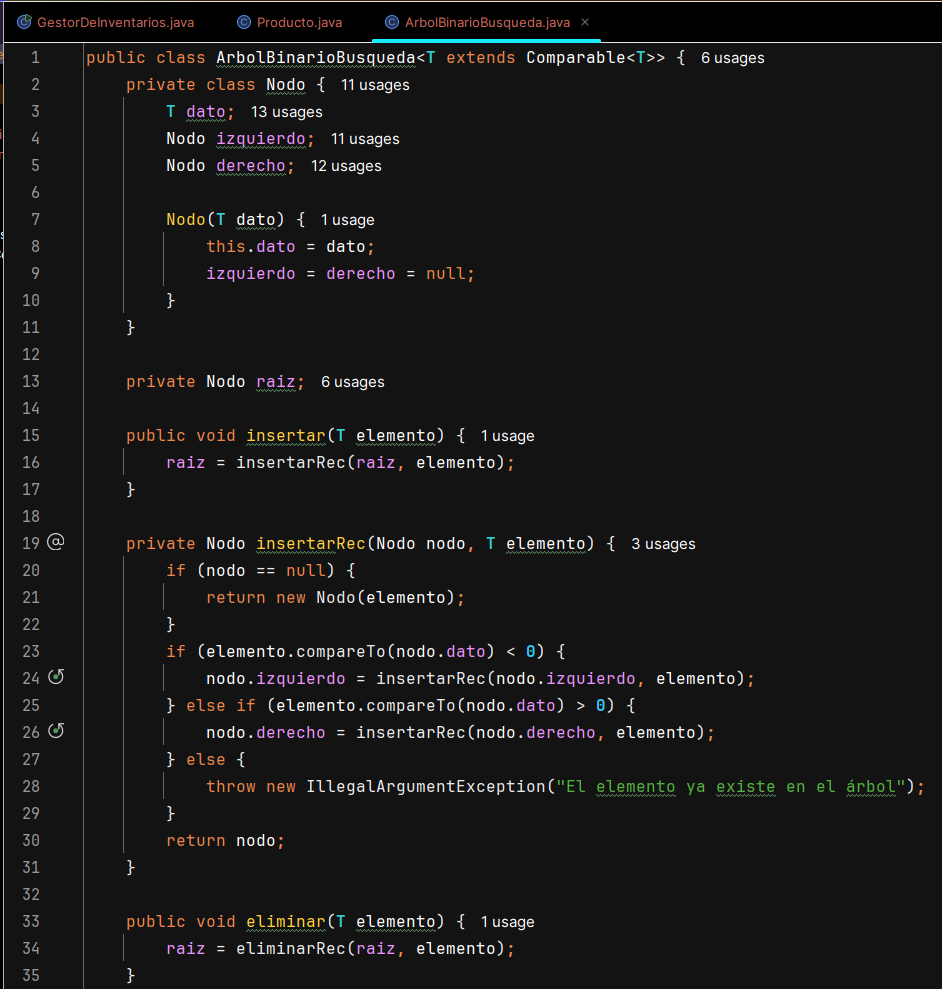 GestorDeInventarios.java Producto.java ArbolBinarioBusqueda.java ×
1 public class ArbolBinarioBusqueda<T extends Comparable<T>> { 6 usages
2     private class Nodo { 11 usages
3         T dato; 13 usages
4         Nodo izquierdo; 11 usages
5         Nodo derecho; 12 usages
6
7         Nodo(T dato) { 1 usage
8             this.dato = dato;
9             izquierdo = derecho = null;
10         }
11     }
12
13     private Nodo raiz; 6 usages
14
15     public void insertar(T elemento) { 1 usage
16         raiz = insertarRec(raiz, elemento);
17     }
18
19 @ private Nodo insertarRec(Nodo nodo, T elemento) { 3 usages
20         if (nodo == null) {
21             return new Nodo(elemento);
22         }
23         if (elemento.compareTo(nodo.dato) < 0) {
24             nodo.izquierdo = insertarRec(nodo.izquierdo, elemento);
25         } else if (elemento.compareTo(nodo.dato) > 0) {
26             nodo.derecho = insertarRec(nodo.derecho, elemento);
27         } else {
28             throw new IllegalArgumentException("El elemento ya existe en el árbol");
29         }
30         return nodo;
31     }
32
33     public void eliminar(T elemento) { 1 usage
34         raiz = eliminarRec(raiz, elemento);
35     }